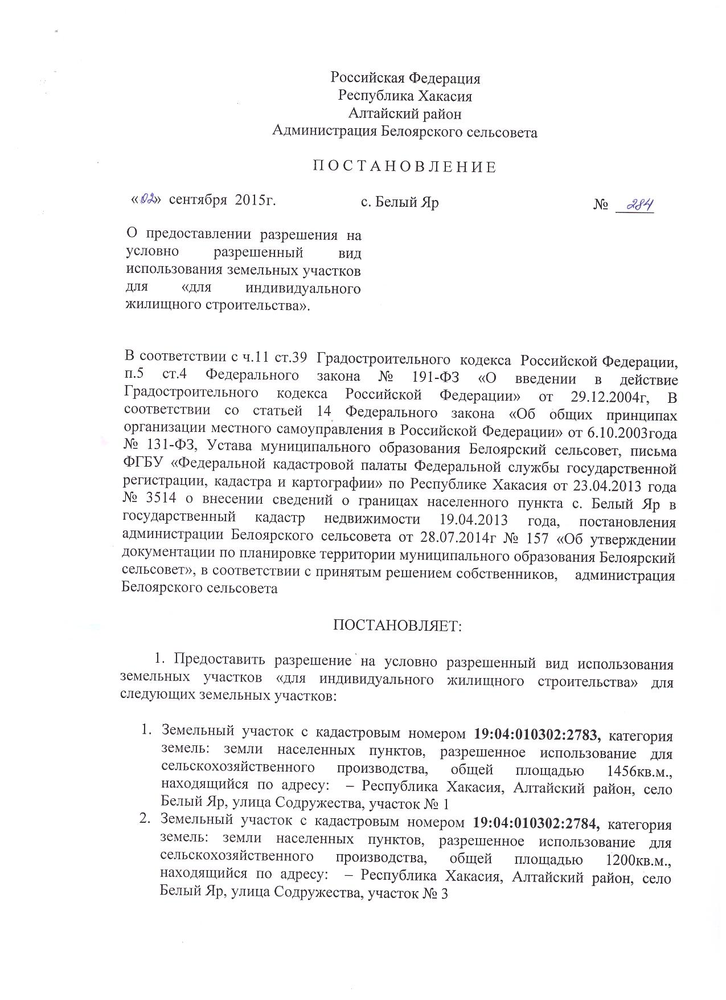 Российская Федерация
Республика Хакасия
Алтайский район
Администрация Белоярского сельсовета
П О С Т А Н О В Л Е Н И Е
«02» сентября 2015г. с. Белый Яр № 284
О предоставлении разрешения на
условно разрешенный вид
использования земельных участков
для «для индивидуального
жилищного строительства».
В соответствии с ч.11 ст.39 Градостроительного кодекса Российской Федерации,
п.5 ст.4 Федерального закона № 191-ФЗ «О введении в действие
Градостроительного кодекса Российской Федерации» от 29.12.2004г, В
соответствии со статьей 14 Федерального закона «Об общих принципах
организации местного самоуправления в Российской Федерации» от 6.10.2003года
№ 131-ФЗ, Устава муниципального образования Белоярский сельсовет, письма
ФГБУ «Федеральной кадастровой палаты Федеральной службы государственной
регистрации, кадастра и картографии» по Республике Хакасия от 23.04.2013 года
№ 3514 о внесении сведений о границах населенного пункта с. Белый Яр в
государственный кадастр недвижимости 19.04.2013 года, постановления
администрации Белоярского сельсовета от 28.07.2014г № 157 «Об утверждении
документации по планировке территории муниципального образования Белоярский
сельсовет», в соответствии с принятым решением собственников, администрация
Белоярского сельсовета
ПОСТАНОВЛЯЕТ:
1. Предоставить разрешение на условно разрешенный вид использования
земельных участков «для индивидуального жилищного строительства» для
следующих земельных участков:
1. Земельный участок с кадастровым номером 19:04:010302:2783, категория
земель: земли населенных пунктов, разрешенное использование для
сельскохозяйственного производства, общей площадью 1456кв.м.,
находящийся по адресу: – Республика Хакасия, Алтайский район, село
Белый Яр, улица Содружества, участок № 1
2. Земельный участок с кадастровым номером 19:04:010302:2784, категория
земель: земли населенных пунктов, разрешенное использование для
сельскохозяйственного производства, общей площадью 1200кв.м.,
находящийся по адресу: – Республика Хакасия, Алтайский район, село
Белый Яр, улица Содружества, участок № 3